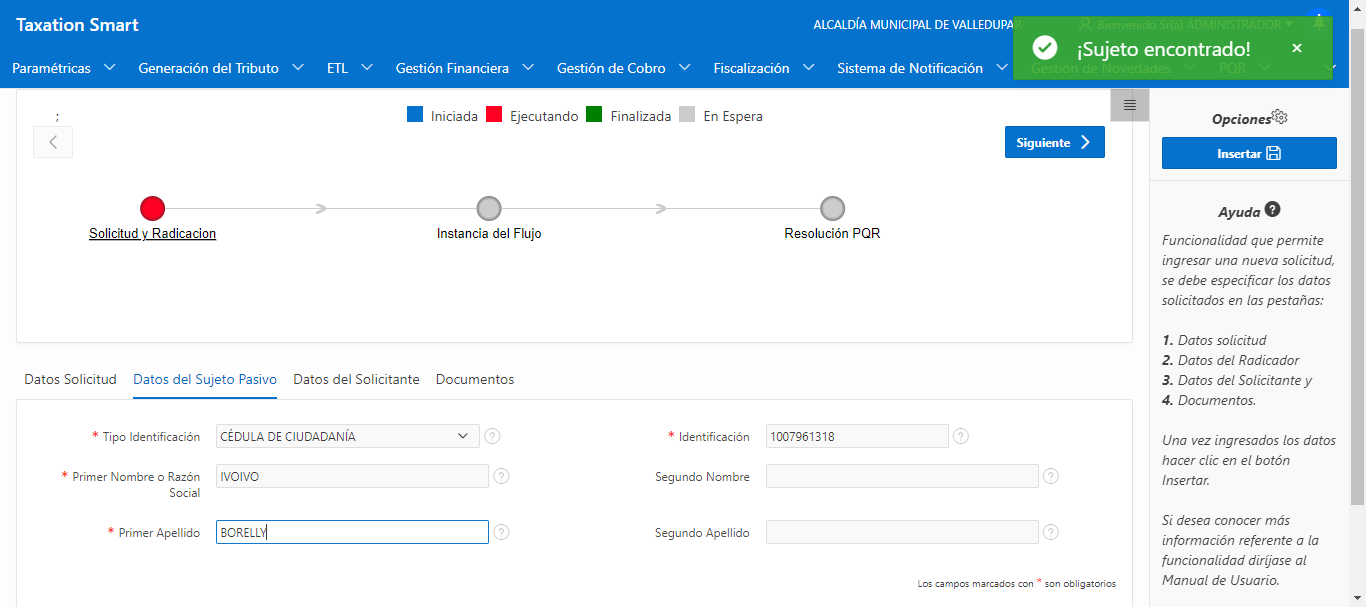 Taxation Smart
ALCALDÍA MUNICIPAL DE VALLEDUPAR
Bienvenido Sr(a) ADMINISTRADOR
¡Sujeto encontrado!
Paramétricas
Generación del Tributo
ETL
Gestión Financiera
Gestión de Cobro
Fiscalización
Sistema de Notificación
Gestión de Novedades
PQR
;
Iniciada
Ejecutando
Finalizada
En Espera
Siguiente
Solicitud y Radicacion
Instancia del Flujo
Resolución PQR
Datos Solicitud
Datos del Sujeto Pasivo
Datos del Solicitante
Documentos
* Tipo Identificación
CÉDULA DE CIUDADANÍA
?
* Identificación
1007961318
?
* Primer Nombre o Razón
Social
IVOIVO
?
Segundo Nombre
?
* Primer Apellido
BORELLY
?
Segundo Apellido
?
Los campos marcados con * son obligatorios
Opciones
Insertar
Ayuda ?
Funcionalidad que permite
ingresar una nueva solicitud,
se debe especificar los datos
solicitados en las pestañas:
1. Datos solicitud
2. Datos del Radicador
3. Datos del Solicitante y
4. Documentos.
Una vez ingresados los datos
hacer clic en el botón
Insertar.
Si desea conocer más
información referente a la
funcionalidad diríjase al
Manual de Usuario.